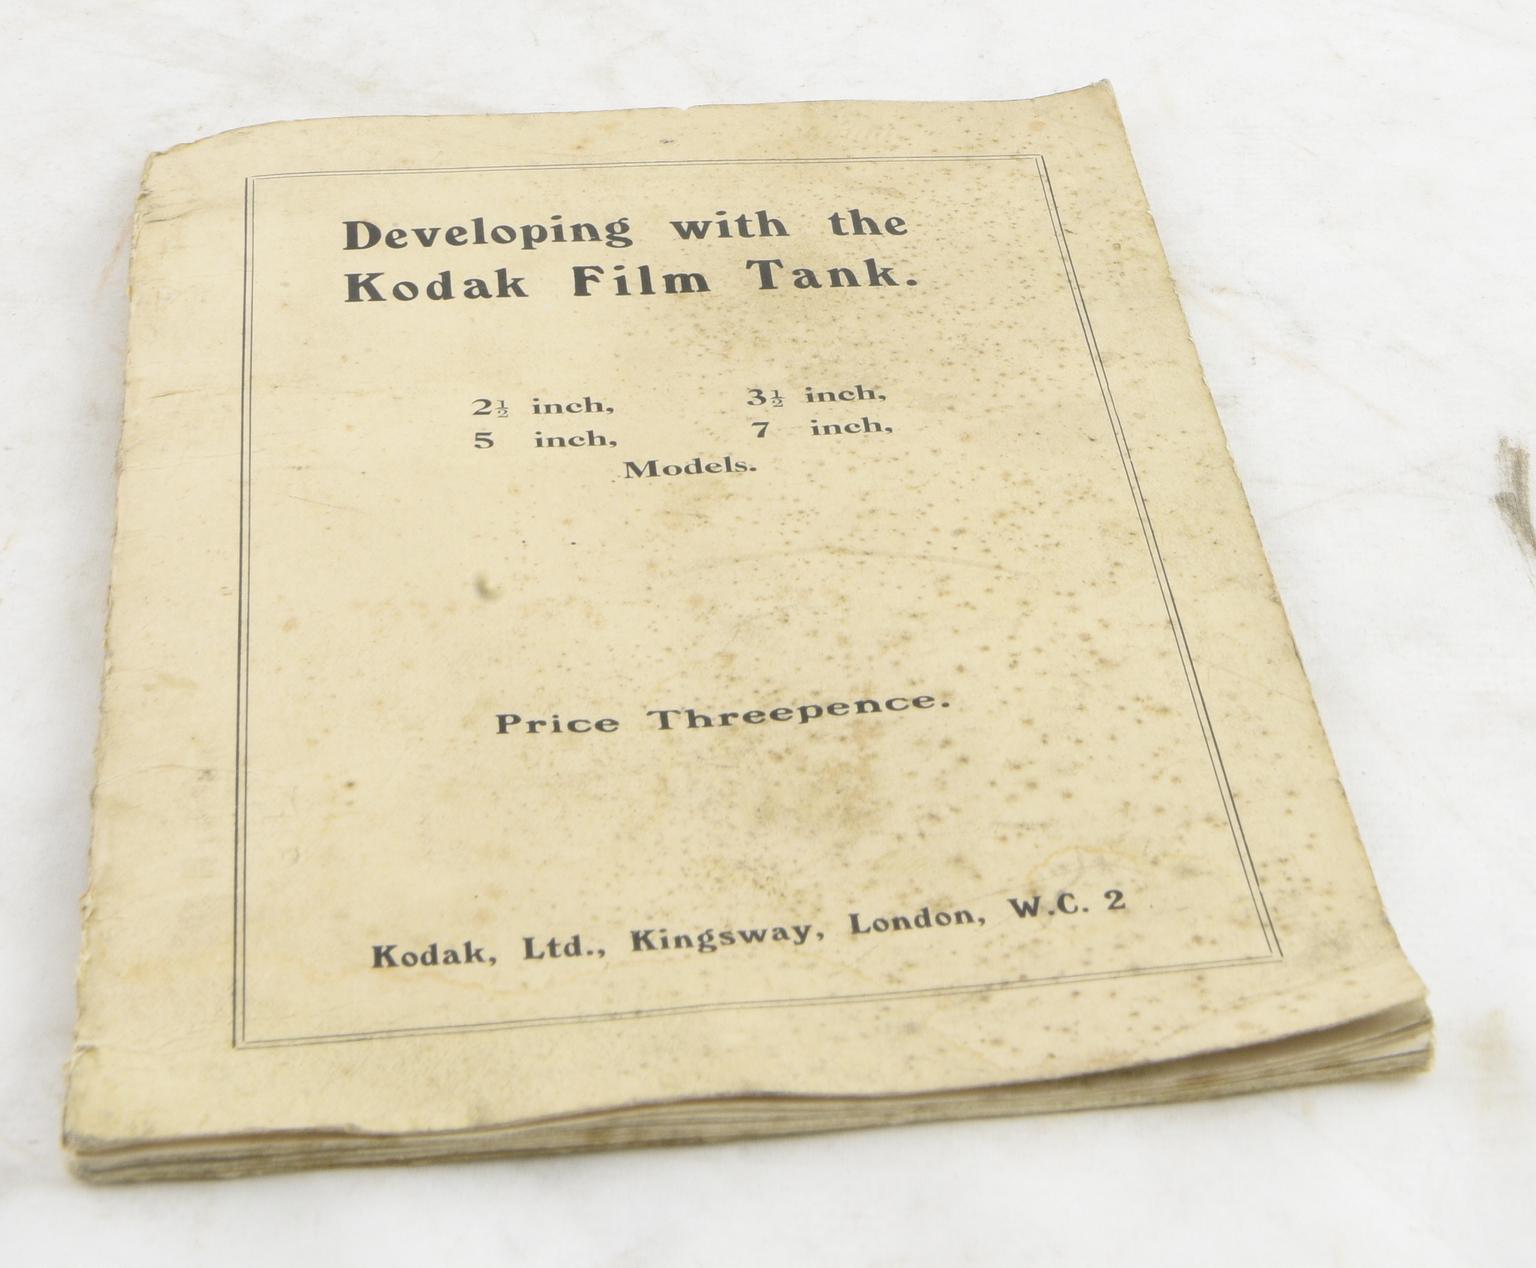 Developing with the
Kodak Film Tank.
2½ inch, 3½ inch,
5 inch, 7 inch,
Models.
Price Threepence.
Kodak, Ltd., Kingsway, London, W.C. 2